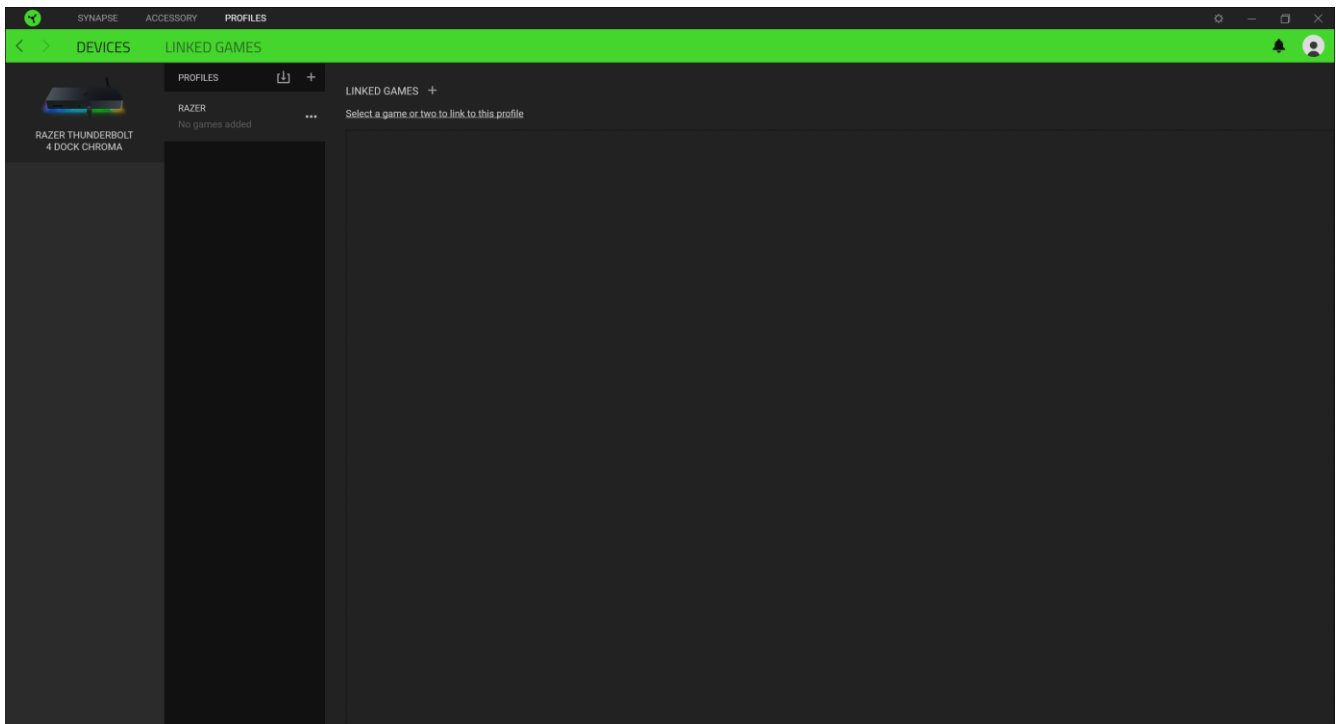 SYNAPSE ACCESSORY PROFILES
DEVICES LINKED GAMES
RAZER THUNDERBOLT
4 DOCK CHROMA
PROFILES
RAZER
No games added
LINKED GAMES
Select a game or two to link to this profile